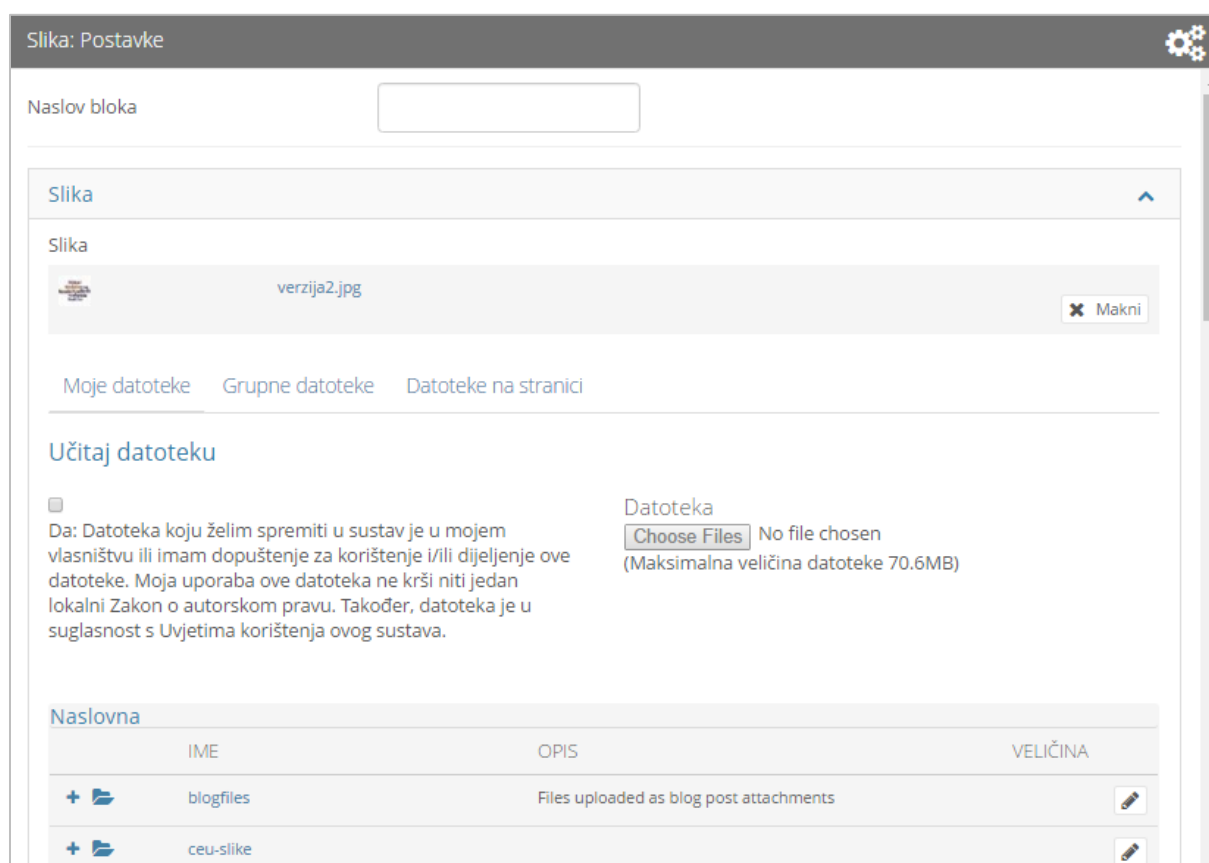 Slika: Postavke
Naslov bloka
Slika
Slika
verzija2.jpg
Makni
Moje datoteke Grupne datoteke Datoteke na stranici
Učitaj datoteku
Da: Datoteka koju želim spremiti u sustav je u mojem
vlasništvu ili imam dopuštenje za korištenje i/ili dijeljenje ove
datoteke. Moja uporaba ove datoteka ne krši niti jedan
lokalni Zakon o autorskom pravu. Također, datoteka je u
suglasnost s Uvjetima korištenja ovog sustava.
Datoteka
Choose Files No file chosen
(Maksimalna veličina datoteke 70.6MB)
Naslovna
IME OPIS VELIČINA
blogfiles Files uploaded as blog post attachments
ceu-slike